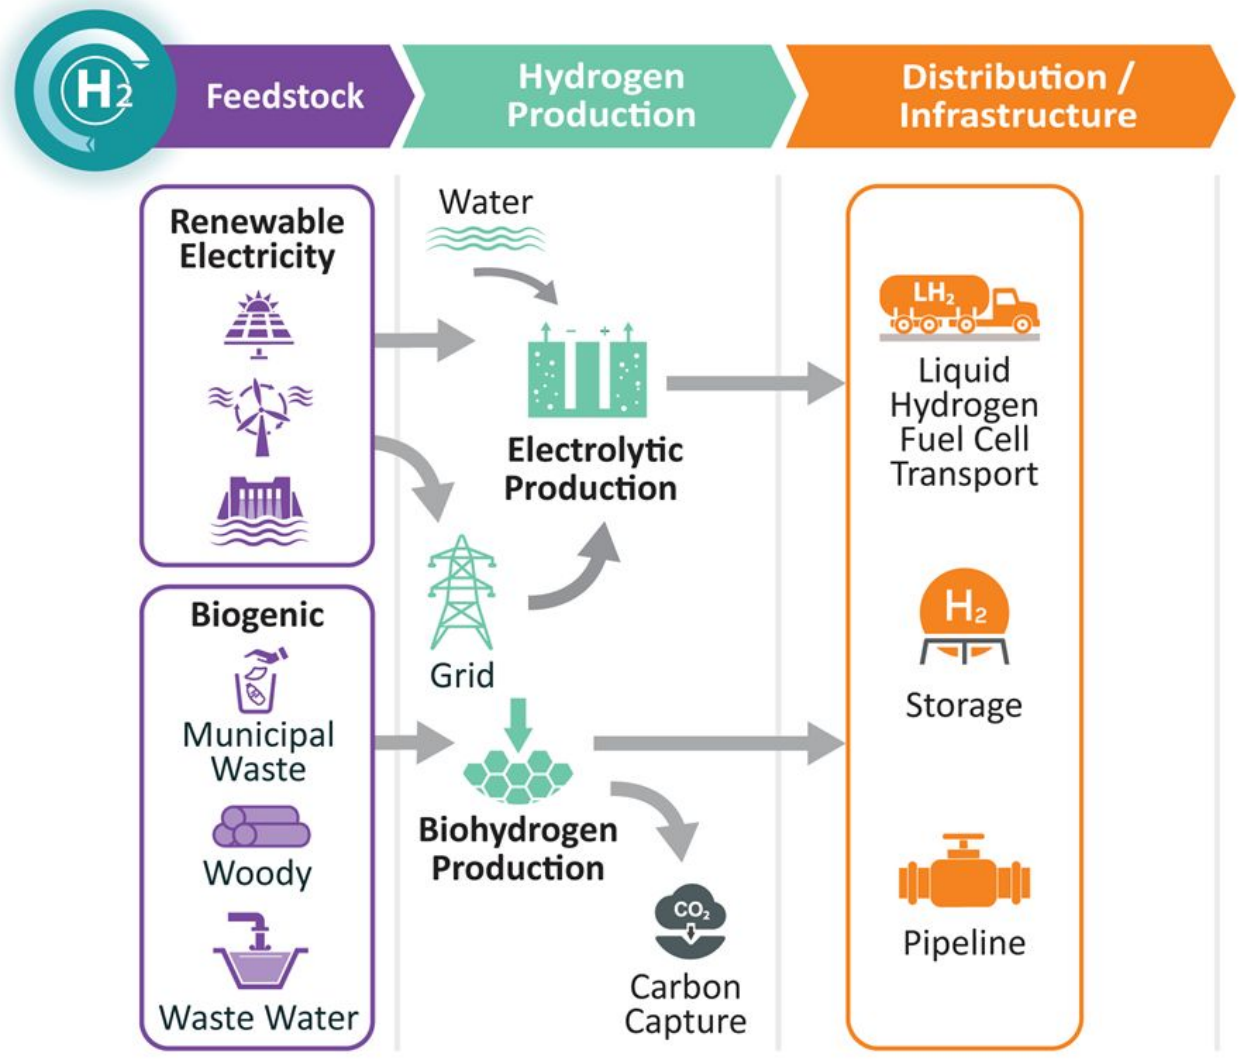 H2
Feedstock
Hydrogen
Production
Distribution /
Infrastructure
Renewable
Electricity
Biogenic
Municipal
Waste
Woody
Waste Water
Water
− +
Electrolytic
Production
Grid
Biohydrogen
Production
CO₂
Carbon
Capture
LH₂
Liquid
Hydrogen
Fuel Cell
Transport
H₂
Storage
Pipeline